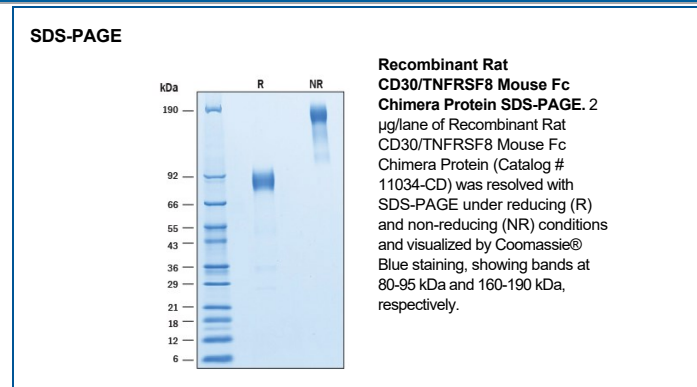 SDS-PAGE
kDa
R
NR
190
92
66
55
43
36
29
21
18
12
6
Recombinant Rat
CD30/TNFRSF8 Mouse Fc
Chimera Protein SDS-PAGE. 2
µg/lane of Recombinant Rat
CD30/TNFRSF8 Mouse Fc
Chimera Protein (Catalog #
11034-CD) was resolved with
SDS-PAGE under reducing (R)
and non-reducing (NR) conditions
and visualized by Coomassie®
Blue staining, showing bands at
80-95 kDa and 160-190 kDa,
respectively.